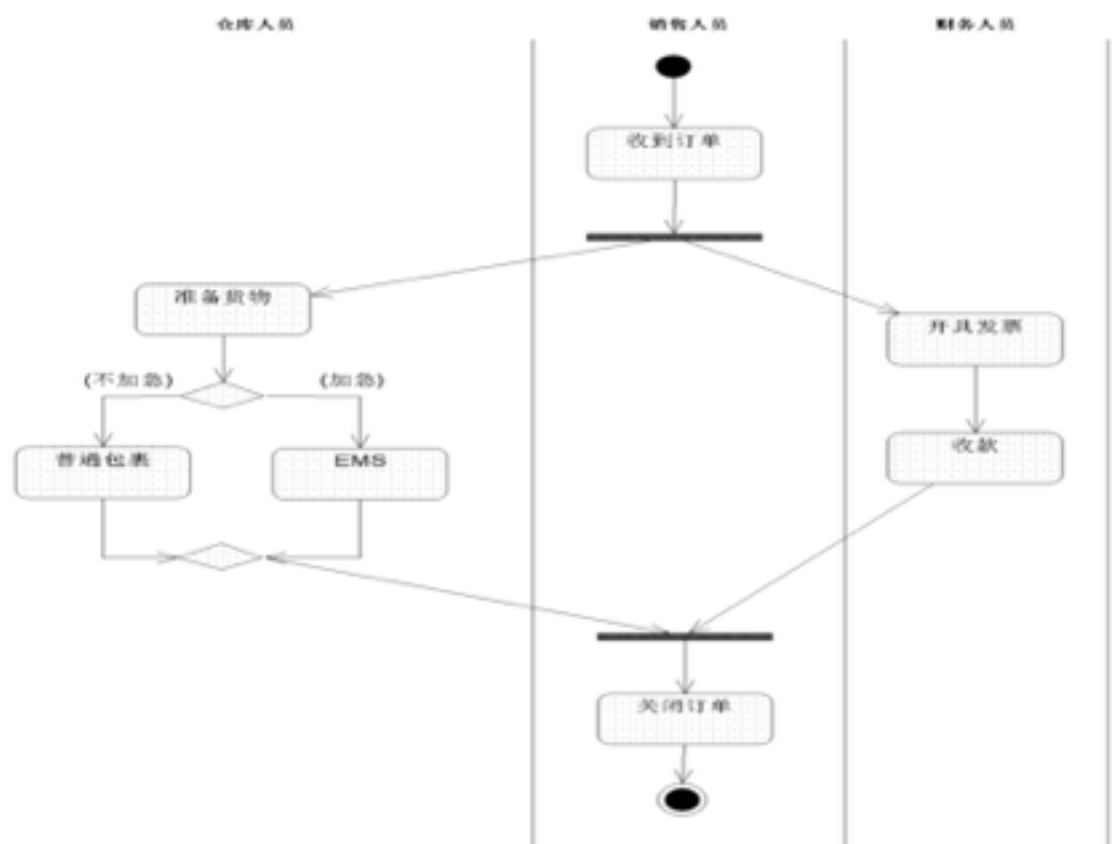 仓库人员
销售人员
财务人员
收到订单
准备货物
开具发票
(不加急)
(加急)
普通包裹
EMS
收款
关闭订单